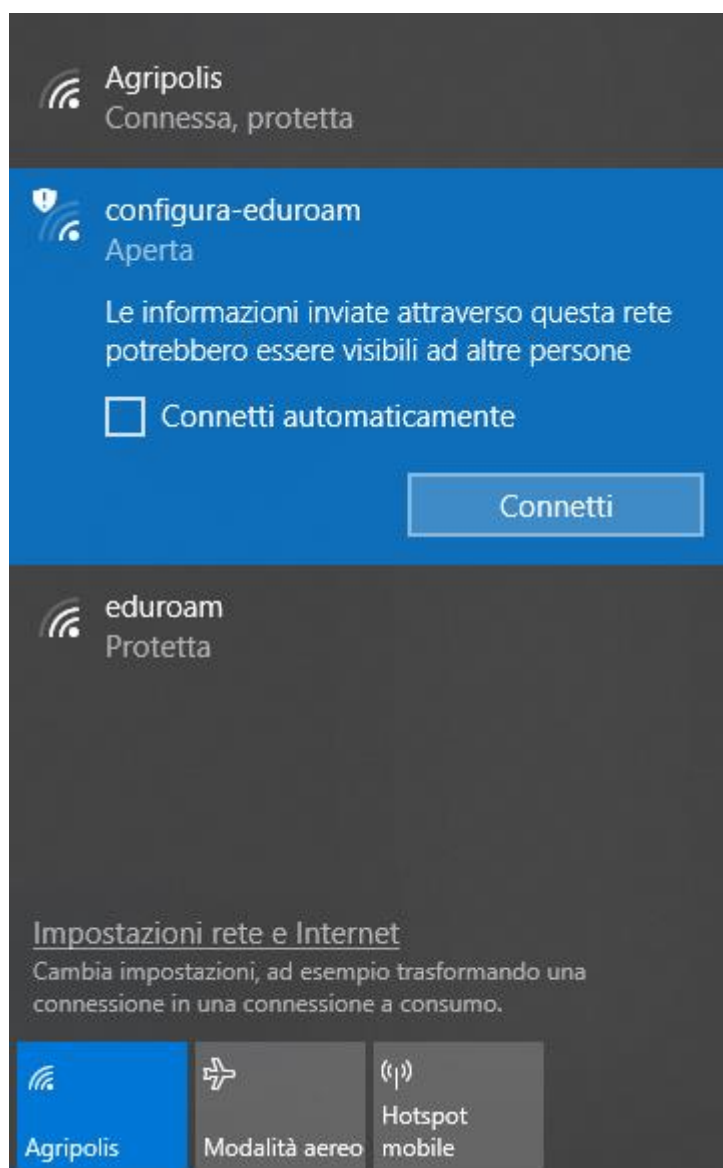 Agripolis
Connessa, protetta
configura-eduroam
Aperta
Le informazioni inviate attraverso questa rete
potrebbero essere visibili ad altre persone
Connetti automaticamente
Connetti
eduroam
Protetta
Impostazioni rete e Internet
Cambia impostazioni, ad esempio trasformando una
connessione in una connessione a consumo.
Agripolis
Modalità aereo
Hotspot
mobile